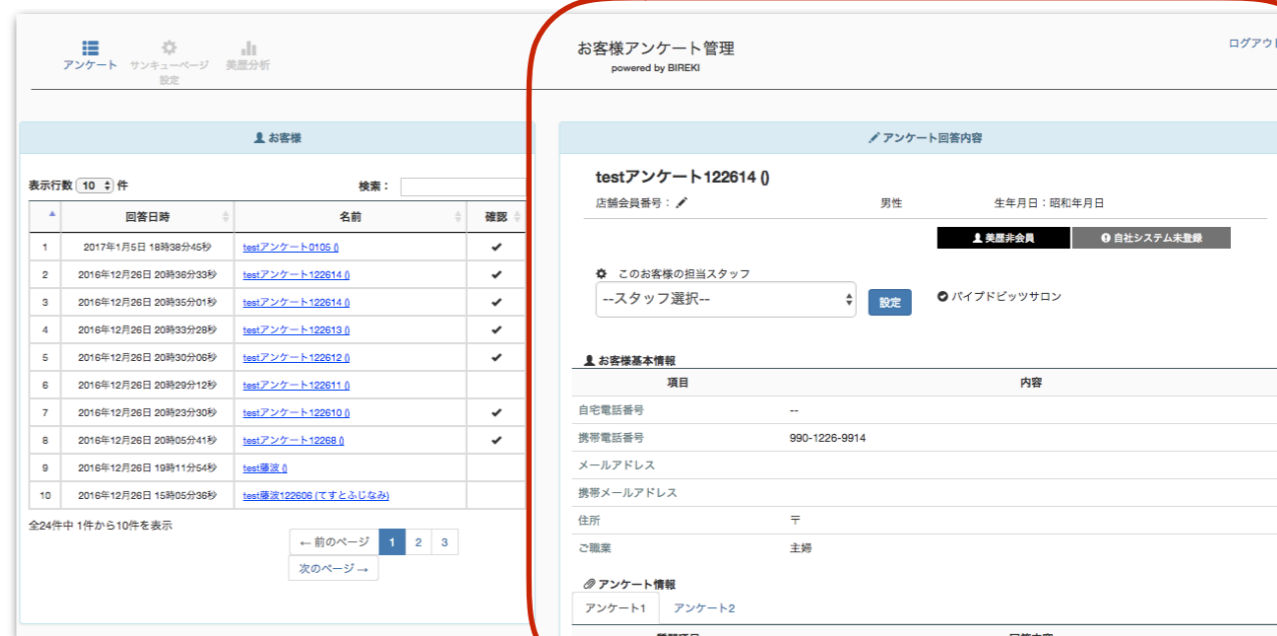 アンケート サンキューページ設定 美歴分析
お客様アンケート管理
powered by BIREKI
ログアウト
お客様
表示行数 10 件 検索：
回答日時 名前 確認
1 2017年1月5日 18時38分45秒 testアンケート0105 ()
2 2016年12月26日 20時36分33秒 testアンケート122614 ()
3 2016年12月26日 20時35分01秒 testアンケート122614 ()
4 2016年12月26日 20時33分28秒 testアンケート122613 ()
5 2016年12月26日 20時30分06秒 testアンケート122612 ()
6 2016年12月26日 20時29分12秒 testアンケート122611 ()
7 2016年12月26日 20時23分30秒 testアンケート122610 ()
8 2016年12月26日 20時05分41秒 testアンケート12268 ()
9 2016年12月26日 19時11分54秒 test藤波 ()
10 2016年12月26日 15時05分36秒 test藤波122606 (てすとふじなみ)
全24件中 1件から10件を表示
←前のページ 1 2 3
次のページ→
アンケート回答内容
testアンケート122614 ()
店舗会員番号： 男性 生年月日：昭和年月日
美歴非会員 自社システム未登録
このお客様の担当スタッフ
--スタッフ選択-- 設定 パイプドビッツサロン
お客様基本情報
項目 内容
自宅電話番号 --
携帯電話番号 990-1226-9914
メールアドレス
携帯メールアドレス
住所 〒
ご職業 主婦
アンケート情報
アンケート1 アンケート2